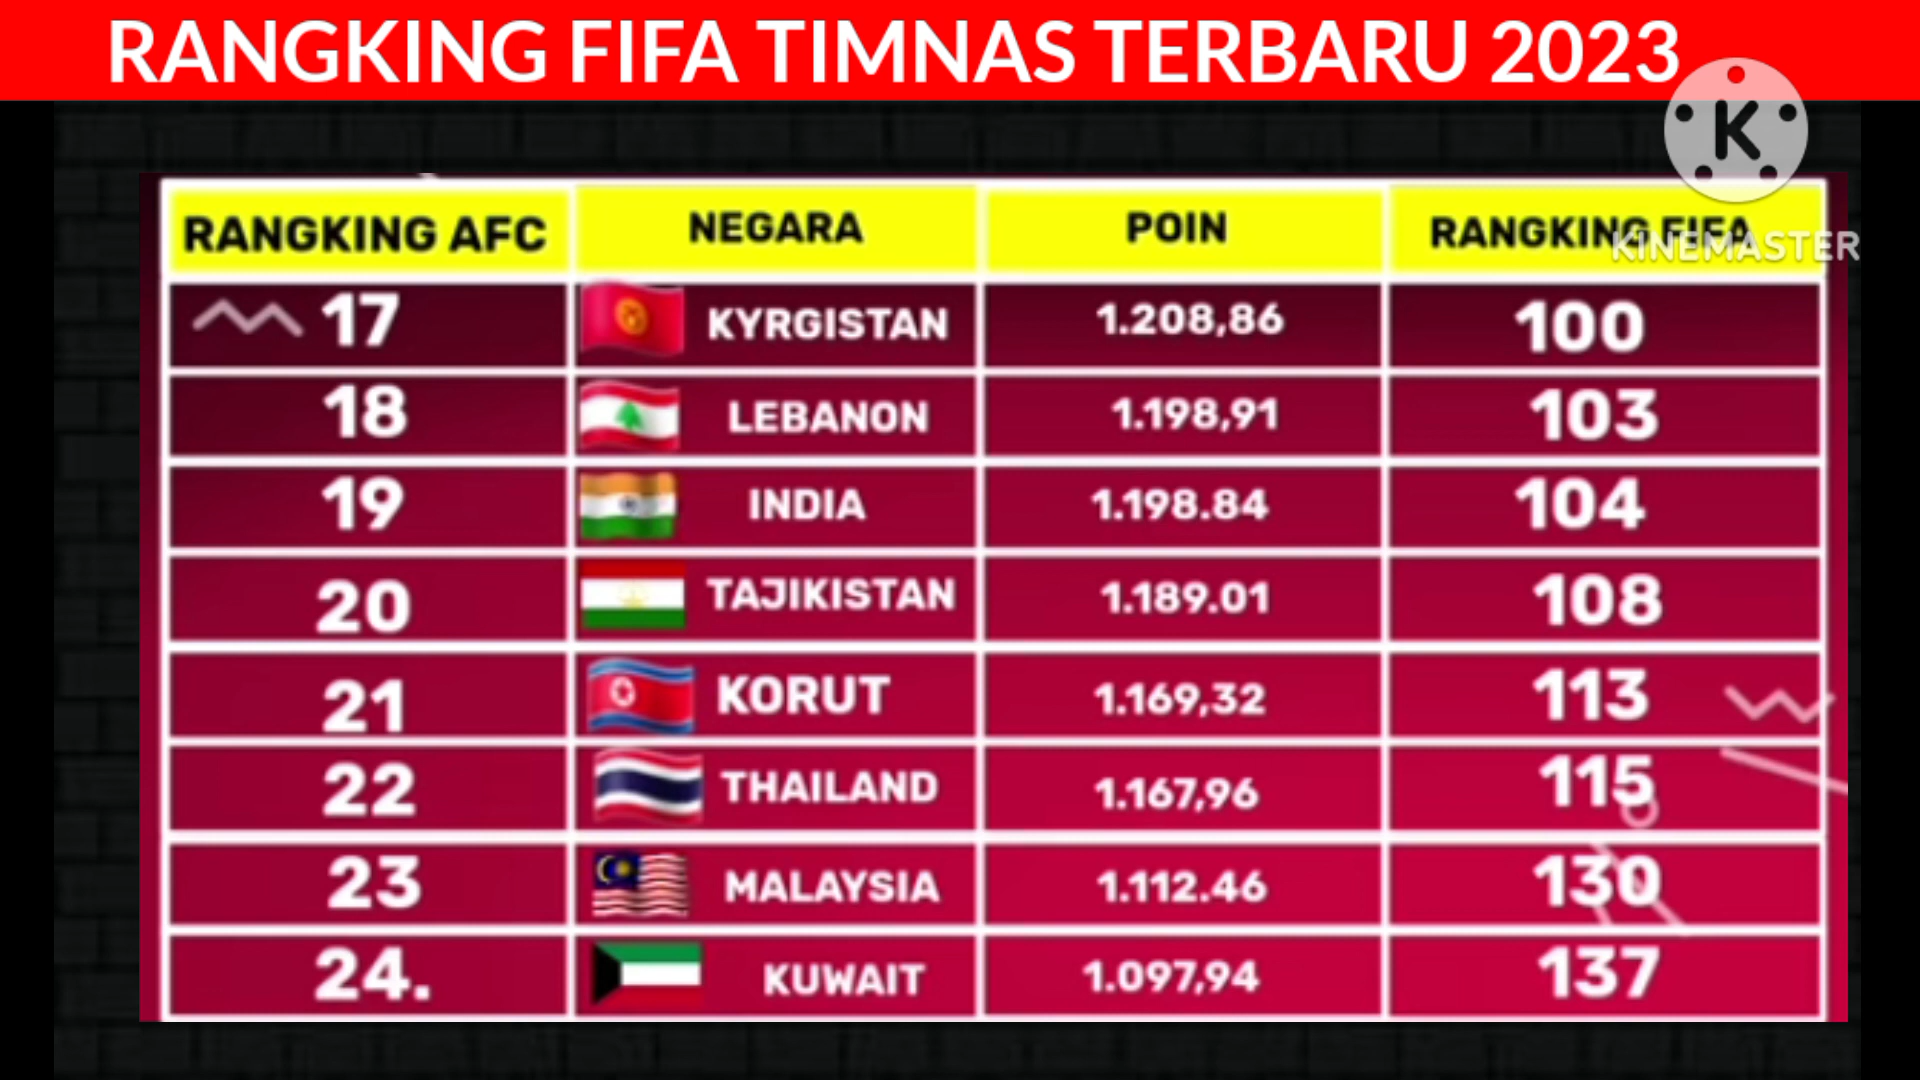 RANGKING FIFA TIMNAS TERBARU 2023
K
KINEMASTER
RANGKING AFC NEGARA POIN RANGKING FIFA
17 KYRGISTAN 1.208,86 100
18 LEBANON 1.198,91 103
19 INDIA 1.198.84 104
20 TAJIKISTAN 1.189.01 108
21 KORUT 1.169,32 113
22 THAILAND 1.167,96 115
23 MALAYSIA 1.112.46 130
24. KUWAIT 1.097,94 137